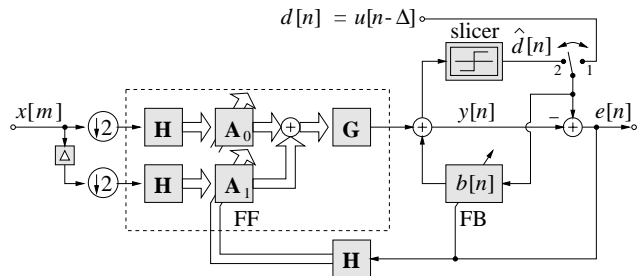 d[n] = u[n-Δ]
slicer
d̂[n]
2 1
x[m]
↓2 H A₀ + G + y[n] − + e[n]
Δ
↓2 H A₁ b[n]
FF FB
H